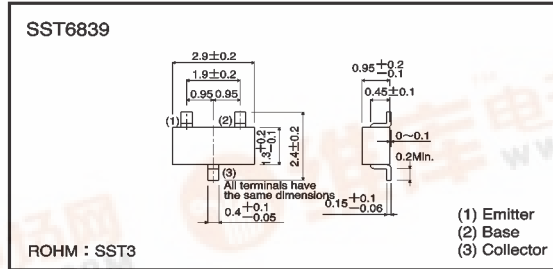 SST6839
2.9±0.2
1.9±0.2
0.95 0.95
(1)
(2)
1.3+0.2
-0.1
2.4±0.2
(3)
All terminals have
the same dimensions
0.4+0.1
-0.05
0.95+0.2
-0.1
0.45±0.1
0~0.1
0.2Min.
0.15+0.1
-0.06
(1) Emitter
(2) Base
(3) Collector
ROHM : SST3